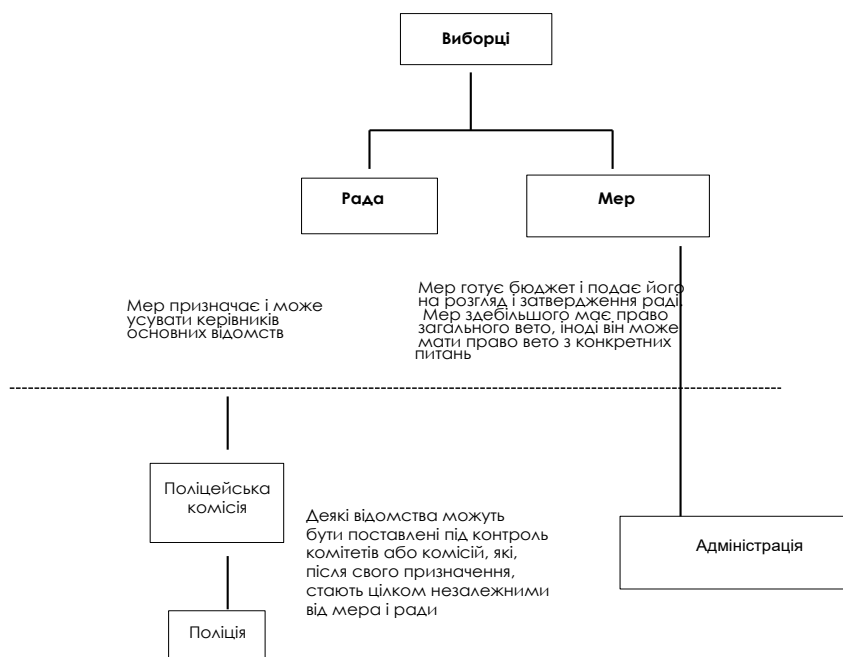 Виборці
Рада
Мер
Мер призначає і може
усувати керівників
основних відомств
Мер готує бюджет і подає його
на розгляд і затвердження раді.
Мер здебільшого має право
загального вето, іноді він може
мати право вето з конкретних
питань
Поліцейська
комісія
Деякі відомства можуть
бути поставлені під контроль
комітетів або комісій, які,
після свого призначення,
стають цілком незалежними
від мера і ради
Адміністрація
Поліція